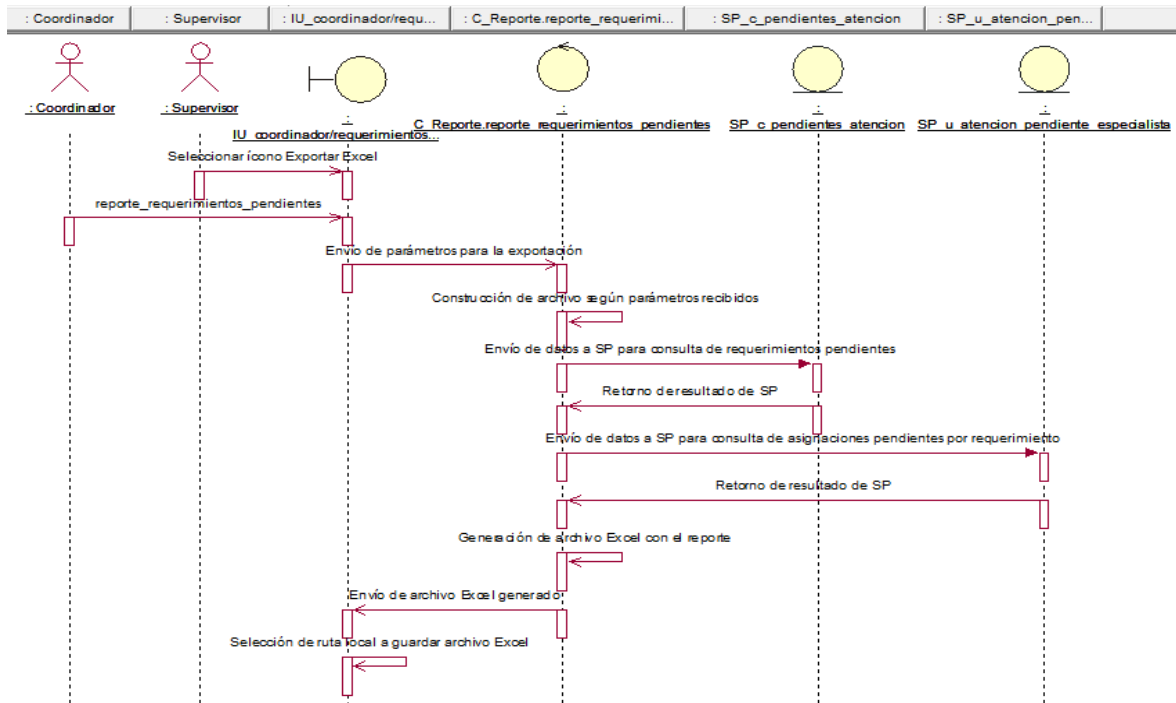 : Coordinador
: Supervisor
: IU_coordinador/requ...
: C_Reporte.reporte_requerimi...
: SP_c_pendientes_atencion
: SP_u_atencion_pen...
: Coordinador
: Supervisor
:
IU_coordinador/requerimientos...
:
C_Reporte.reporte_requerimientos_pendientes
:
SP_c_pendientes_atencion
:
SP_u_atencion_pendiente_especialista
Seleccionar ícono Exportar Excel
reporte_requerimientos_pendientes
Envío de parámetros para la exportación
Construcción de archivo según parámetros recibidos
Envío de datos a SP para consulta de requerimientos pendientes
Retorno de resultado de SP
Envío de datos a SP para consulta de asignaciones pendientes por requerimiento
Retorno de resultado de SP
Generación de archivo Excel con el reporte
Envío de archivo Excel generado
Selección de ruta local a guardar archivo Excel